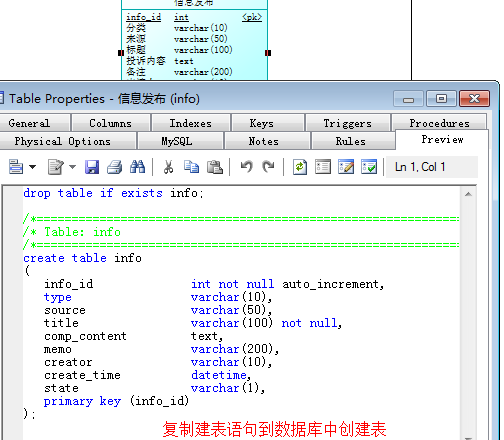 信息发布
info_id int <pk>
分类 varchar(10)
来源 varchar(50)
标题 varchar(100)
投诉内容 text
备注 varchar(200)
Table Properties - 信息发布 (info)
General Columns Indexes Keys Triggers Procedures
Physical Options MySQL Notes Rules Preview
Ln 1, Col 1
drop table if exists info;
/*==============================================================
/* Table: info
/*==============================================================
create table info
(
info_id int not null auto_increment,
type varchar(10),
source varchar(50),
title varchar(100) not null,
comp_content text,
memo varchar(200),
creator varchar(10),
create_time datetime,
state varchar(1),
primary key (info_id)
);
复制建表语句到数据库中创建表